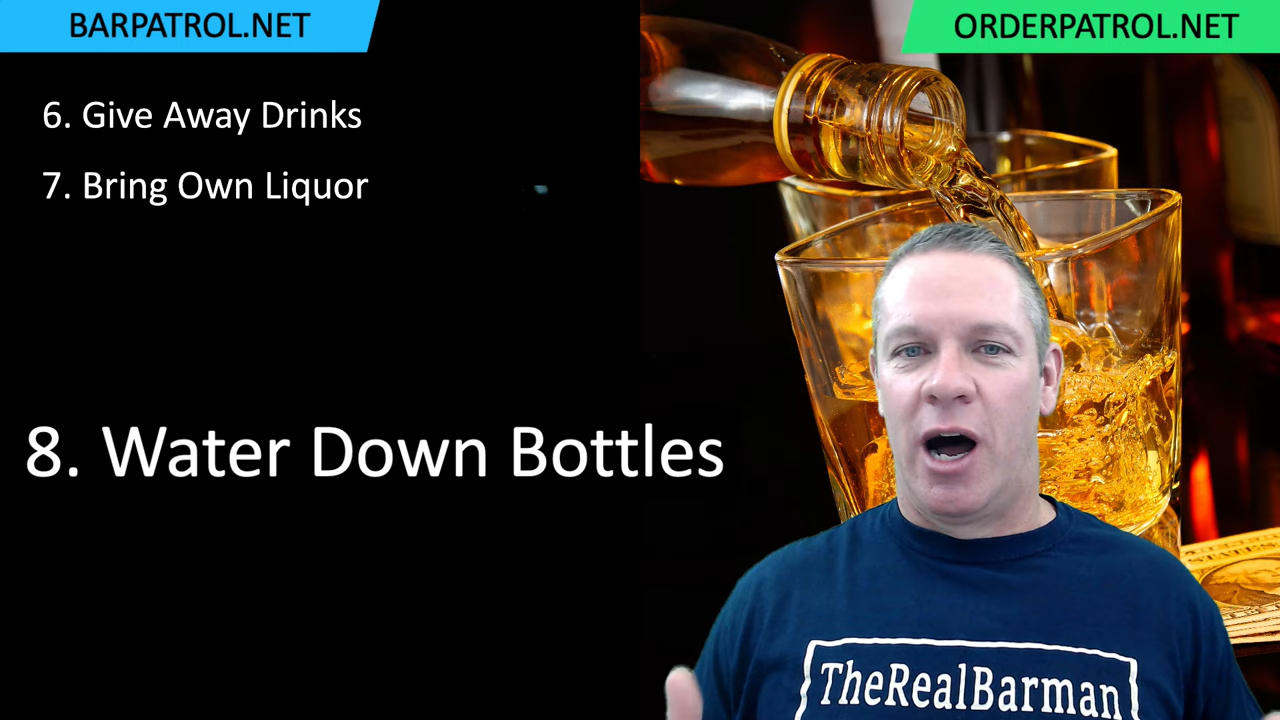 BARPATROL.NET
ORDERPATROL.NET
6. Give Away Drinks
7. Bring Own Liquor
8. Water Down Bottles
TheRealBarman